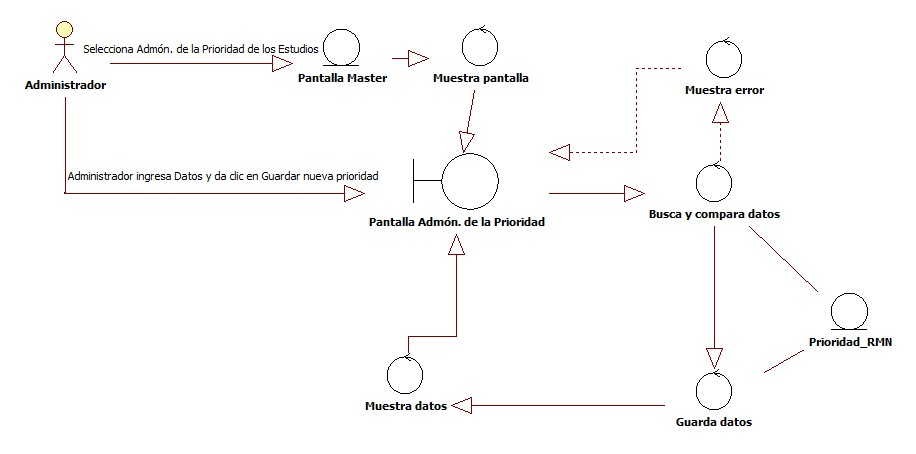 Selecciona Admón. de la Prioridad de los Estudios
Administrador
Pantalla Master
Muestra pantalla
Muestra error
Administrador ingresa Datos y da clic en Guardar nueva prioridad
Pantalla Admón. de la Prioridad
Busca y compara datos
Prioridad_RMN
Muestra datos
Guarda datos